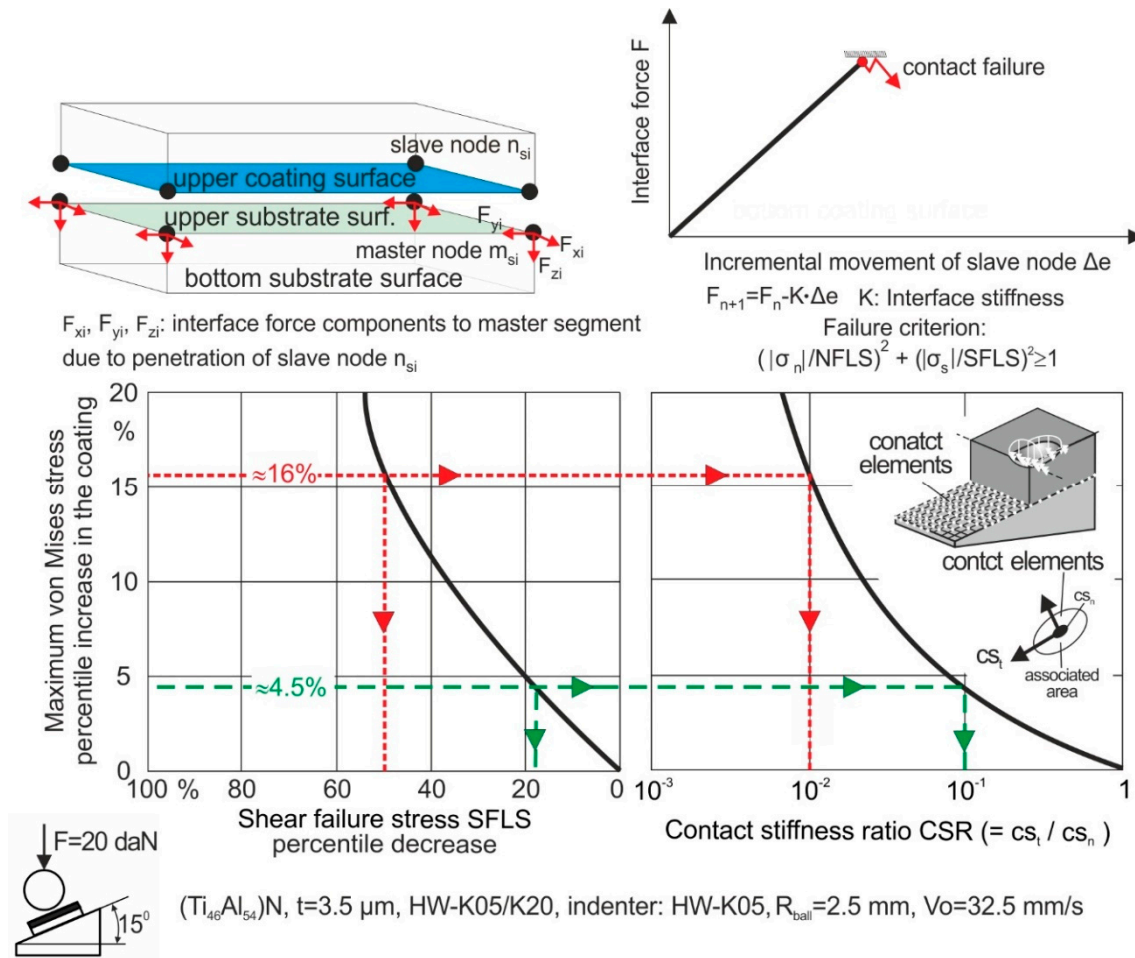 slave node n_si
upper coating surface
upper substrate surf.
F_yi
F_xi
master node m_si
F_zi
bottom substrate surface
F_xi, F_yi, F_zi: interface force components to master segment
due to penetration of slave node n_si
Interface force F
contact failure
bottom coating surface
Incremental movement of slave node Δe
F_n+1=F_n-K·Δe K: Interface stiffness
Failure criterion:
(|σ_n|/NFLS)² + (|σ_s|/SFLS)²≥1
Maximum von Mises stress
percentile increase in the coating
20
%
15
10
5
0
≈16%
≈4.5%
100 % 80 60 40 20 0
Shear failure stress SFLS
percentile decrease
conatct
elements
contct elements
cs_n
cs_t
associated
area
10⁻³ 10⁻² 10⁻¹ 1
Contact stiffness ratio CSR (= cs_t / cs_n )
F=20 daN
15⁰
(Ti₄₆Al₅₄)N, t=3.5 μm, HW-K05/K20, indenter: HW-K05, R_ball=2.5 mm, Vo=32.5 mm/s